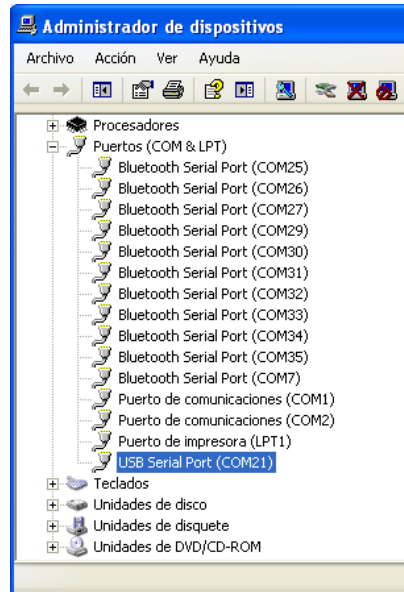 Administrador de dispositivos
Archivo Acción Ver Ayuda
Procesadores
Puertos (COM & LPT)
Bluetooth Serial Port (COM25)
Bluetooth Serial Port (COM26)
Bluetooth Serial Port (COM27)
Bluetooth Serial Port (COM29)
Bluetooth Serial Port (COM30)
Bluetooth Serial Port (COM31)
Bluetooth Serial Port (COM32)
Bluetooth Serial Port (COM33)
Bluetooth Serial Port (COM34)
Bluetooth Serial Port (COM35)
Bluetooth Serial Port (COM7)
Puerto de comunicaciones (COM1)
Puerto de comunicaciones (COM2)
Puerto de impresora (LPT1)
USB Serial Port (COM21)
Teclados
Unidades de disco
Unidades de disquete
Unidades de DVD/CD-ROM